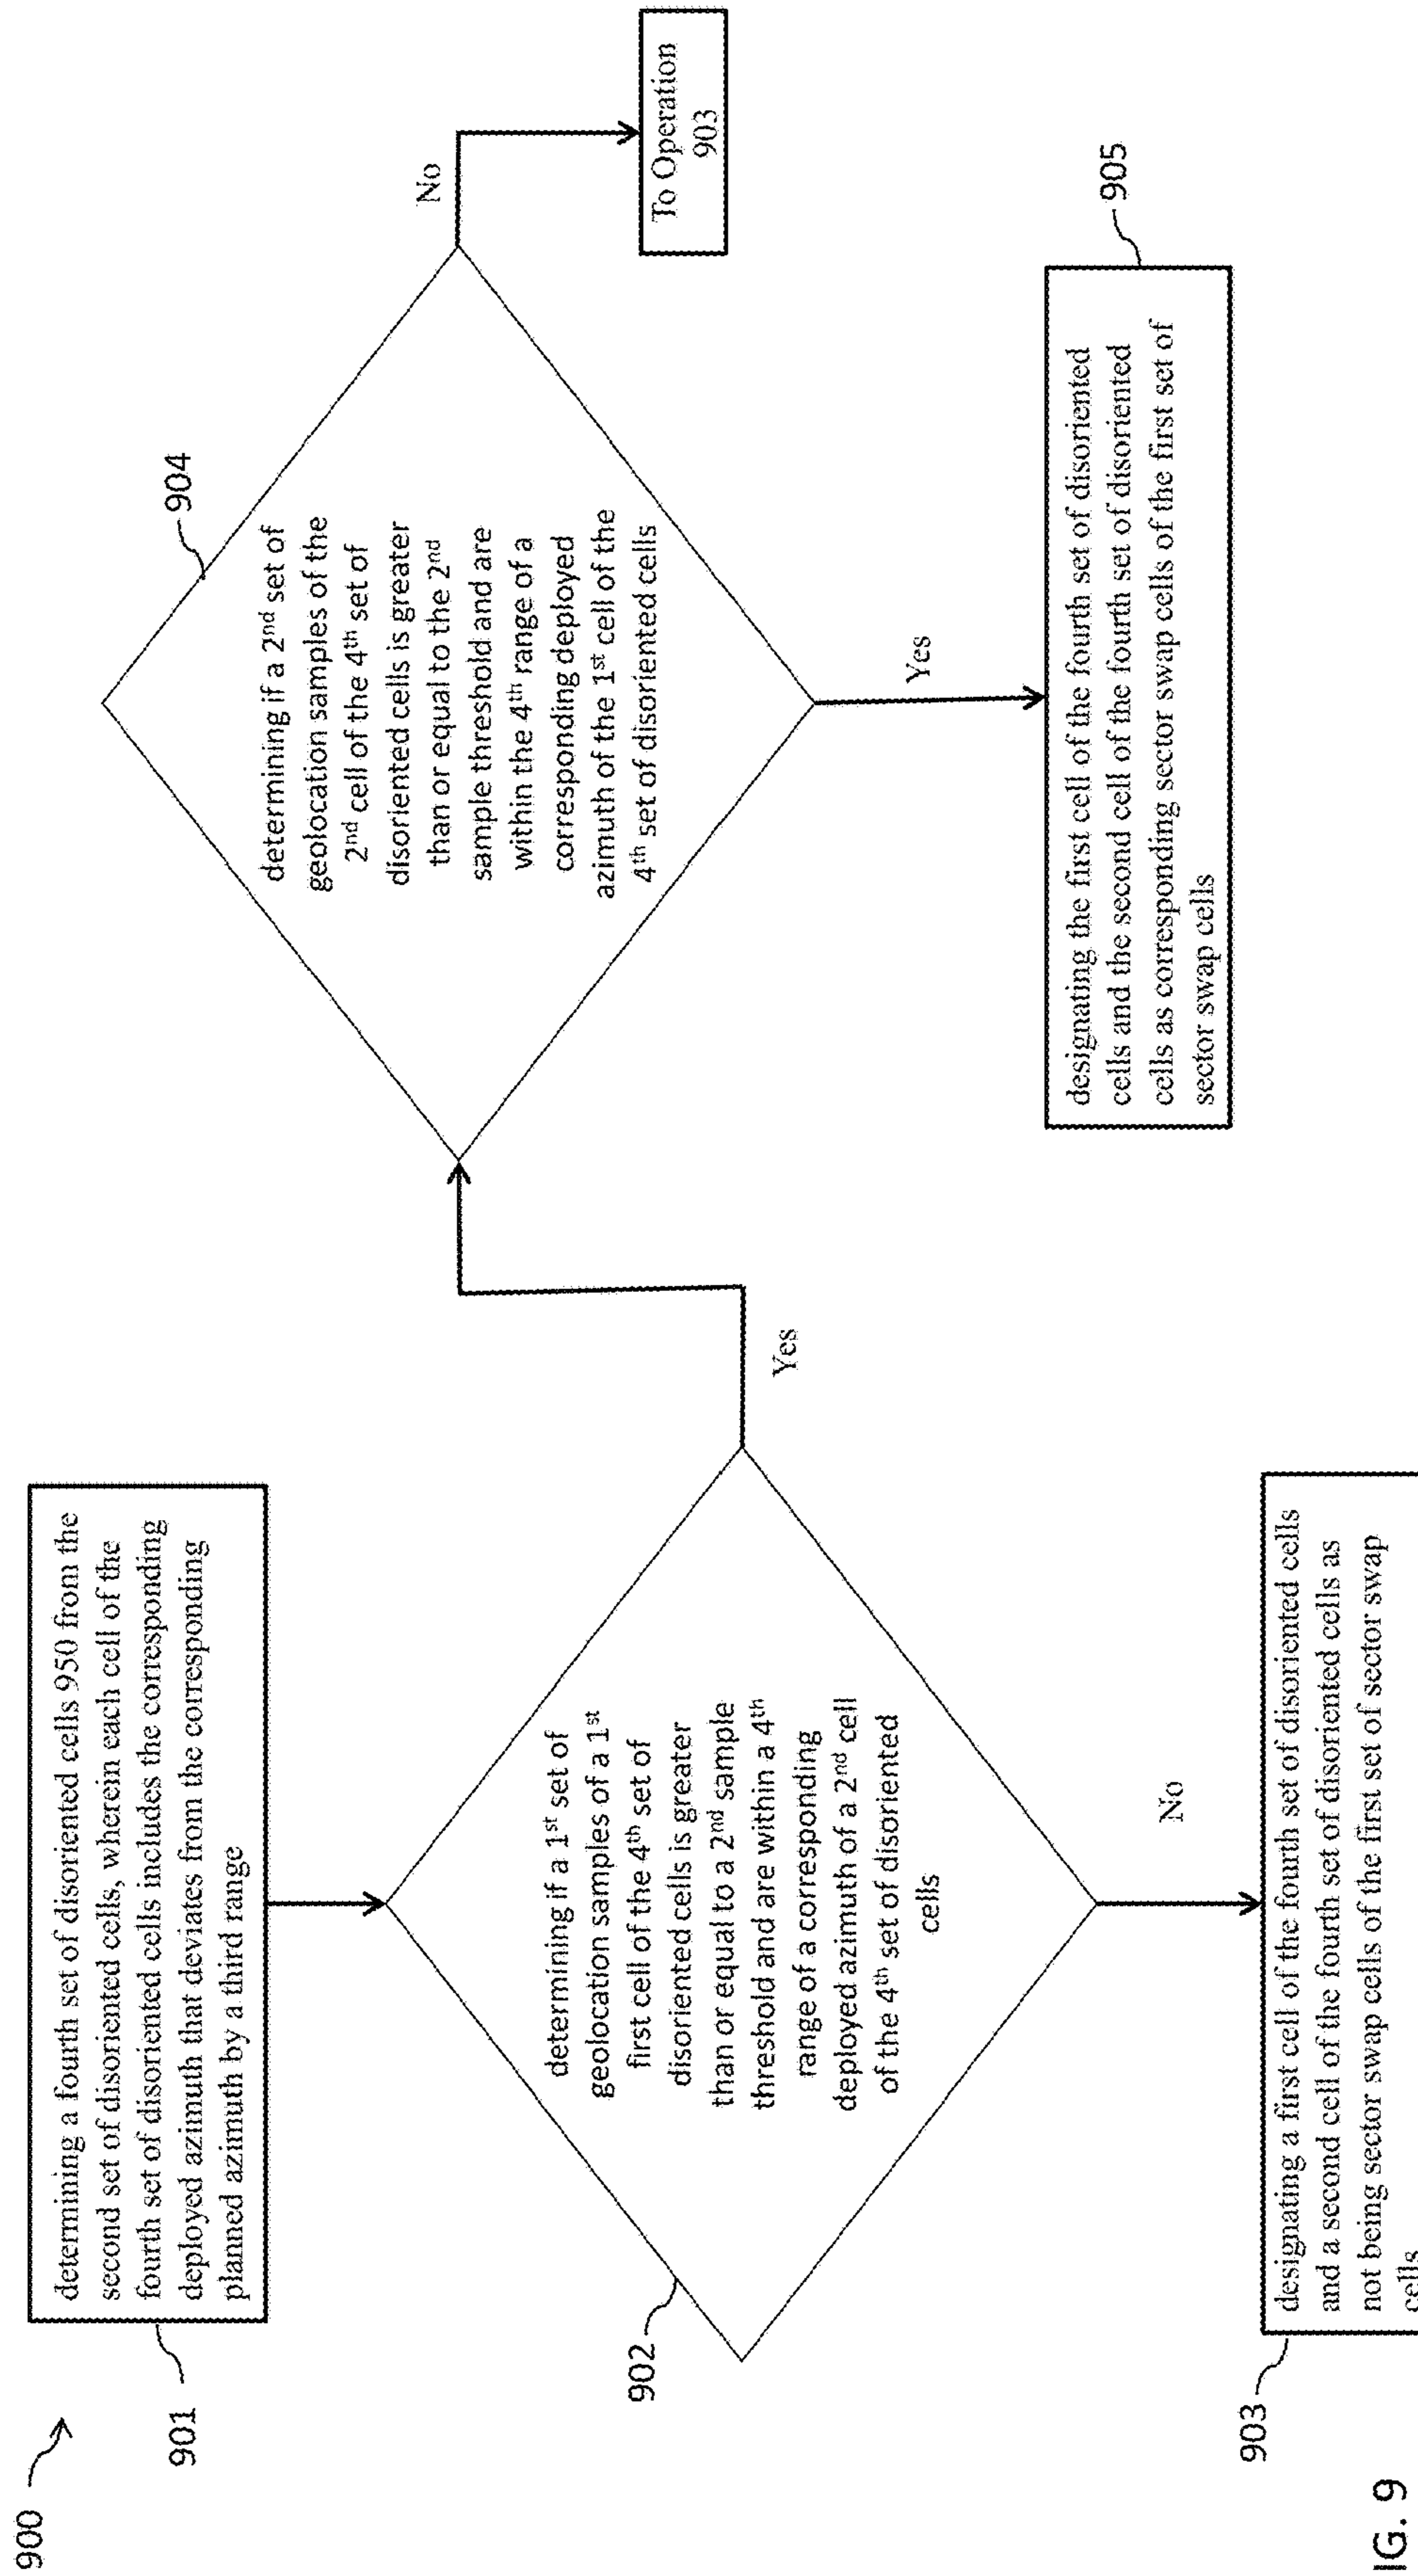 900
901
determining a fourth set of disoriented cells 950 from the
second set of disoriented cells, wherein each cell of the
fourth set of disoriented cells includes the corresponding
deployed azimuth that deviates from the corresponding
planned azimuth by a third range
902
determining if a 1st set of
geolocation samples of a 1st
first cell of the 4th set of
disoriented cells is greater
than or equal to a 2nd sample
threshold and are within a 4th
range of a corresponding
deployed azimuth of a 2nd cell
of the 4th set of disoriented
cells
Yes
No
903
designating a first cell of the fourth set of disoriented cells
and a second cell of the fourth set of disoriented cells as
not being sector swap cells of the first set of sector swap
cells
904
determining if a 2nd set of
geolocation samples of the
2nd cell of the 4th set of
disoriented cells is greater
than or equal to the 2nd
sample threshold and are
within the 4th range of a
corresponding deployed
azimuth of the 1st cell of the
4th set of disoriented cells
No
To Operation
903
Yes
905
designating the first cell of the fourth set of disoriented
cells and the second cell of the fourth set of disoriented
cells as corresponding sector swap cells of the first set of
sector swap cells
IG. 9